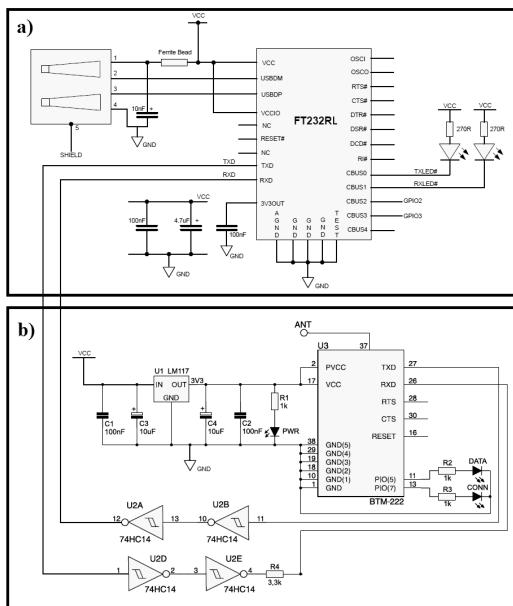 a)
VCC
Ferrite Bead
1
2
3
4
5
SHIELD
10nF
+
GND
VCC
USBDM
USBDP
VCCIO
NC
RESET#
NC
TXD
RXD
3V3OUT
FT232RL
OSCI
OSCO
RTS#
CTS#
DTR#
DSR#
DCD#
RI#
CBUS0
CBUS1
CBUS2
CBUS3
CBUS4
AGND
GND
GND
GND
TEST
GND
TXD
RXD
VCC
100nF
4.7uF
+
100nF
GND
VCC
VCC
270R
270R
TXLED#
RXLED#
GPIO2
GPIO3
b)
VCC
U1 LM117
IN
OUT
GND
3V3
C1
100nF
C3
10uF
C4
10uF
C2
100nF
R1
1k
PWR
GND
ANT
37
U3
2
17
38
29
19
18
10
1
PVCC
VCC
GND(5)
GND(4)
GND(3)
GND(2)
GND(1)
GND
TXD
RXD
RTS
CTS
RESET
PIO(5)
PIO(7)
27
26
28
30
16
11
13
BTM-222
R2
1k
DATA
R3
1k
CONN
U2A
12
13
74HC14
U2B
10
11
74HC14
U2D
1
2
74HC14
U2E
3
4
74HC14
R4
3,3k